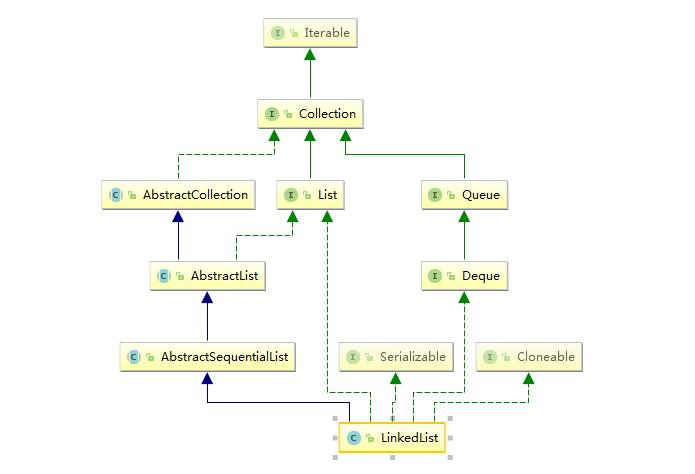 I Iterable
I Collection
C AbstractCollection
I List
I Queue
C AbstractList
I Deque
C AbstractSequentialList
I Serializable
I Cloneable
C LinkedList